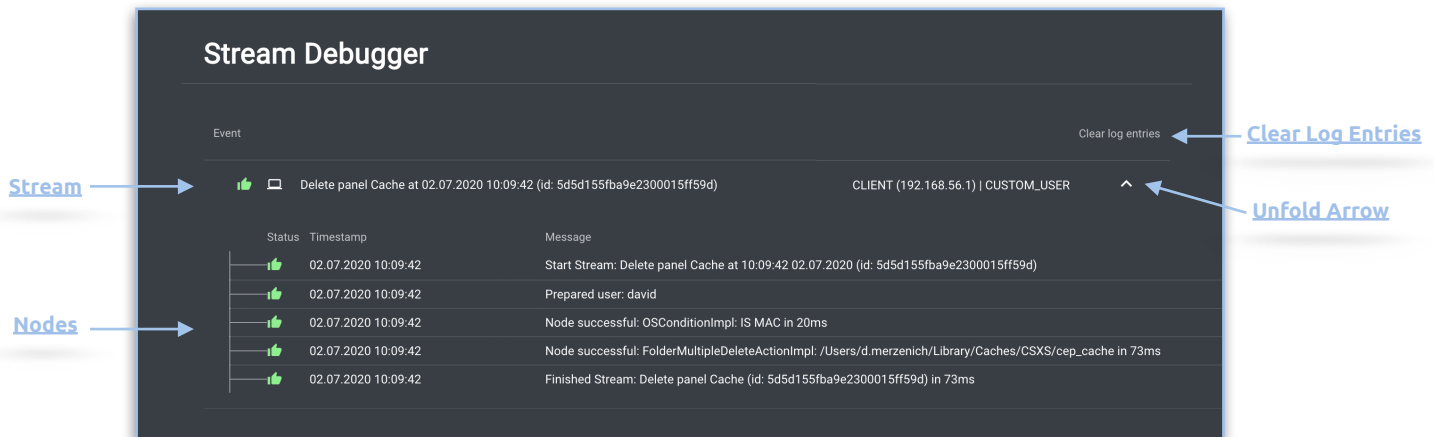 Stream Debugger
Event
Clear log entries
Clear Log Entries
Stream
Delete panel Cache at 02.07.2020 10:09:42 (id: 5d5d155fba9e2300015ff59d)
CLIENT (192.168.56.1) | CUSTOM_USER
Unfold Arrow
Status Timestamp Message
02.07.2020 10:09:42 Start Stream: Delete panel Cache at 10:09:42 02.07.2020 (id: 5d5d155fba9e2300015ff59d)
02.07.2020 10:09:42 Prepared user: david
Nodes
02.07.2020 10:09:42 Node successful: OSConditionImpl: IS MAC in 20ms
02.07.2020 10:09:42 Node successful: FolderMultipleDeleteActionImpl: /Users/d.merzenich/Library/Caches/CSXS/cep_cache in 73ms
02.07.2020 10:09:42 Finished Stream: Delete panel Cache (id: 5d5d155fba9e2300015ff59d) in 73ms